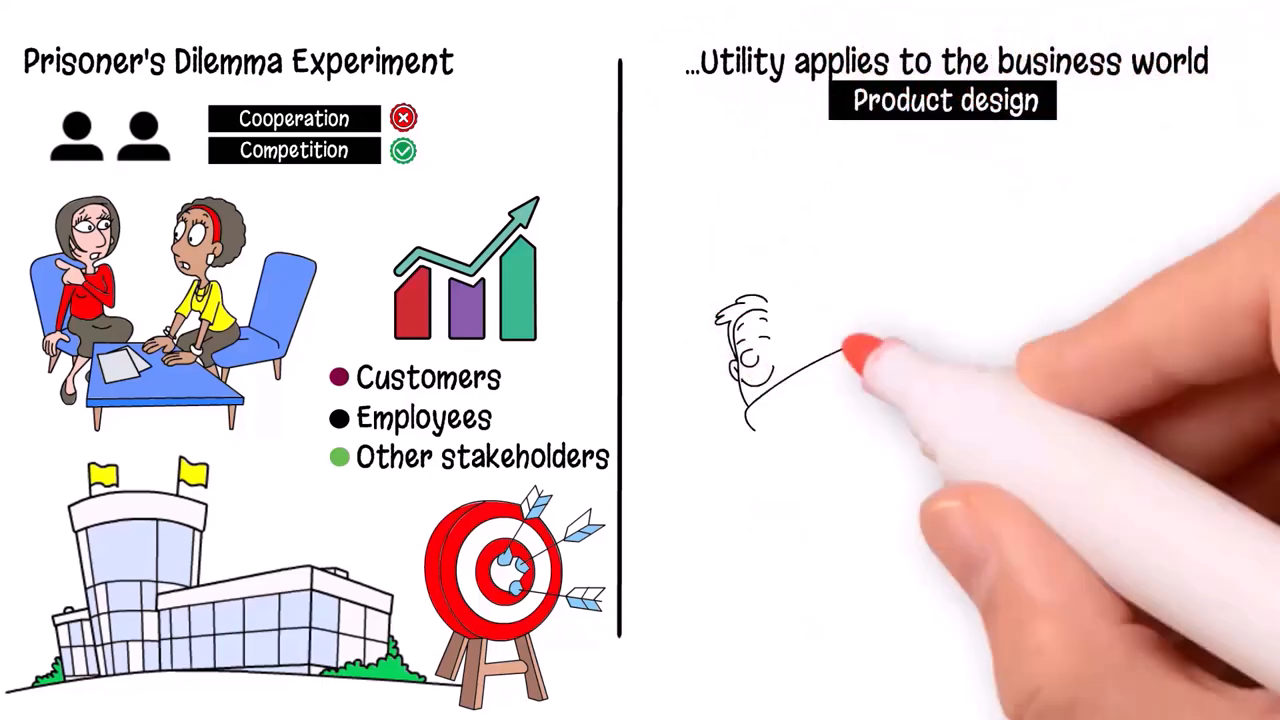 Prisoner's Dilemma Experiment
Cooperation
Competition
Customers
Employees
Other stakeholders
...Utility applies to the business world
Product design